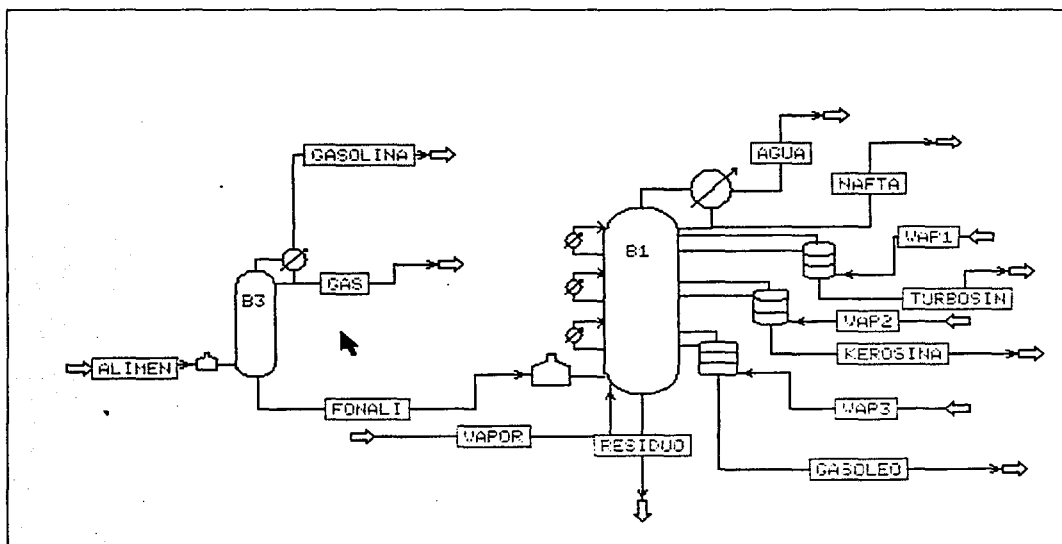 AGUA
GASOLINA
NAFTA
VAP1
B1
GAS
B3
TURBOSIN
VAP2
KEROSINA
ALIMEN
FONALI
VAP3
VAPOR
RESIDUO
GASOLEO